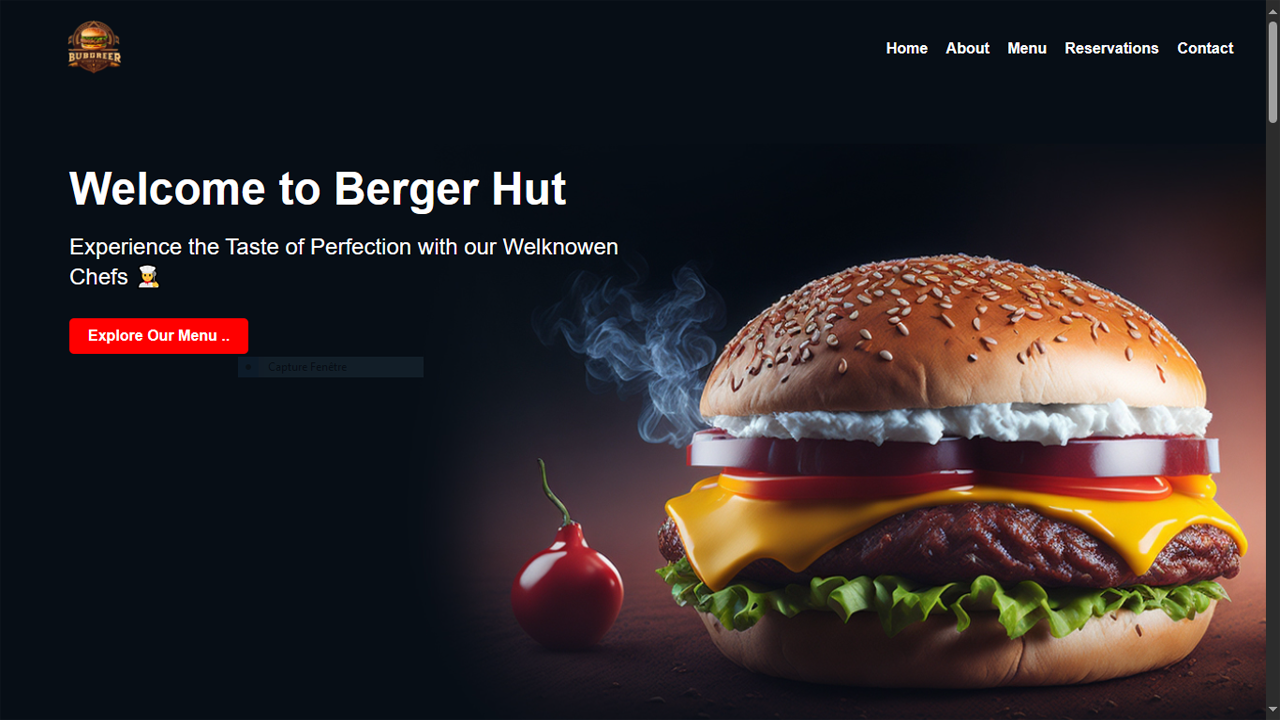 BUBGREER
Home About Menu Reservations Contact
Welcome to Berger Hut
Experience the Taste of Perfection with our Welknowen
Chefs 👨‍🍳
Explore Our Menu ..
Capture Fenêtre